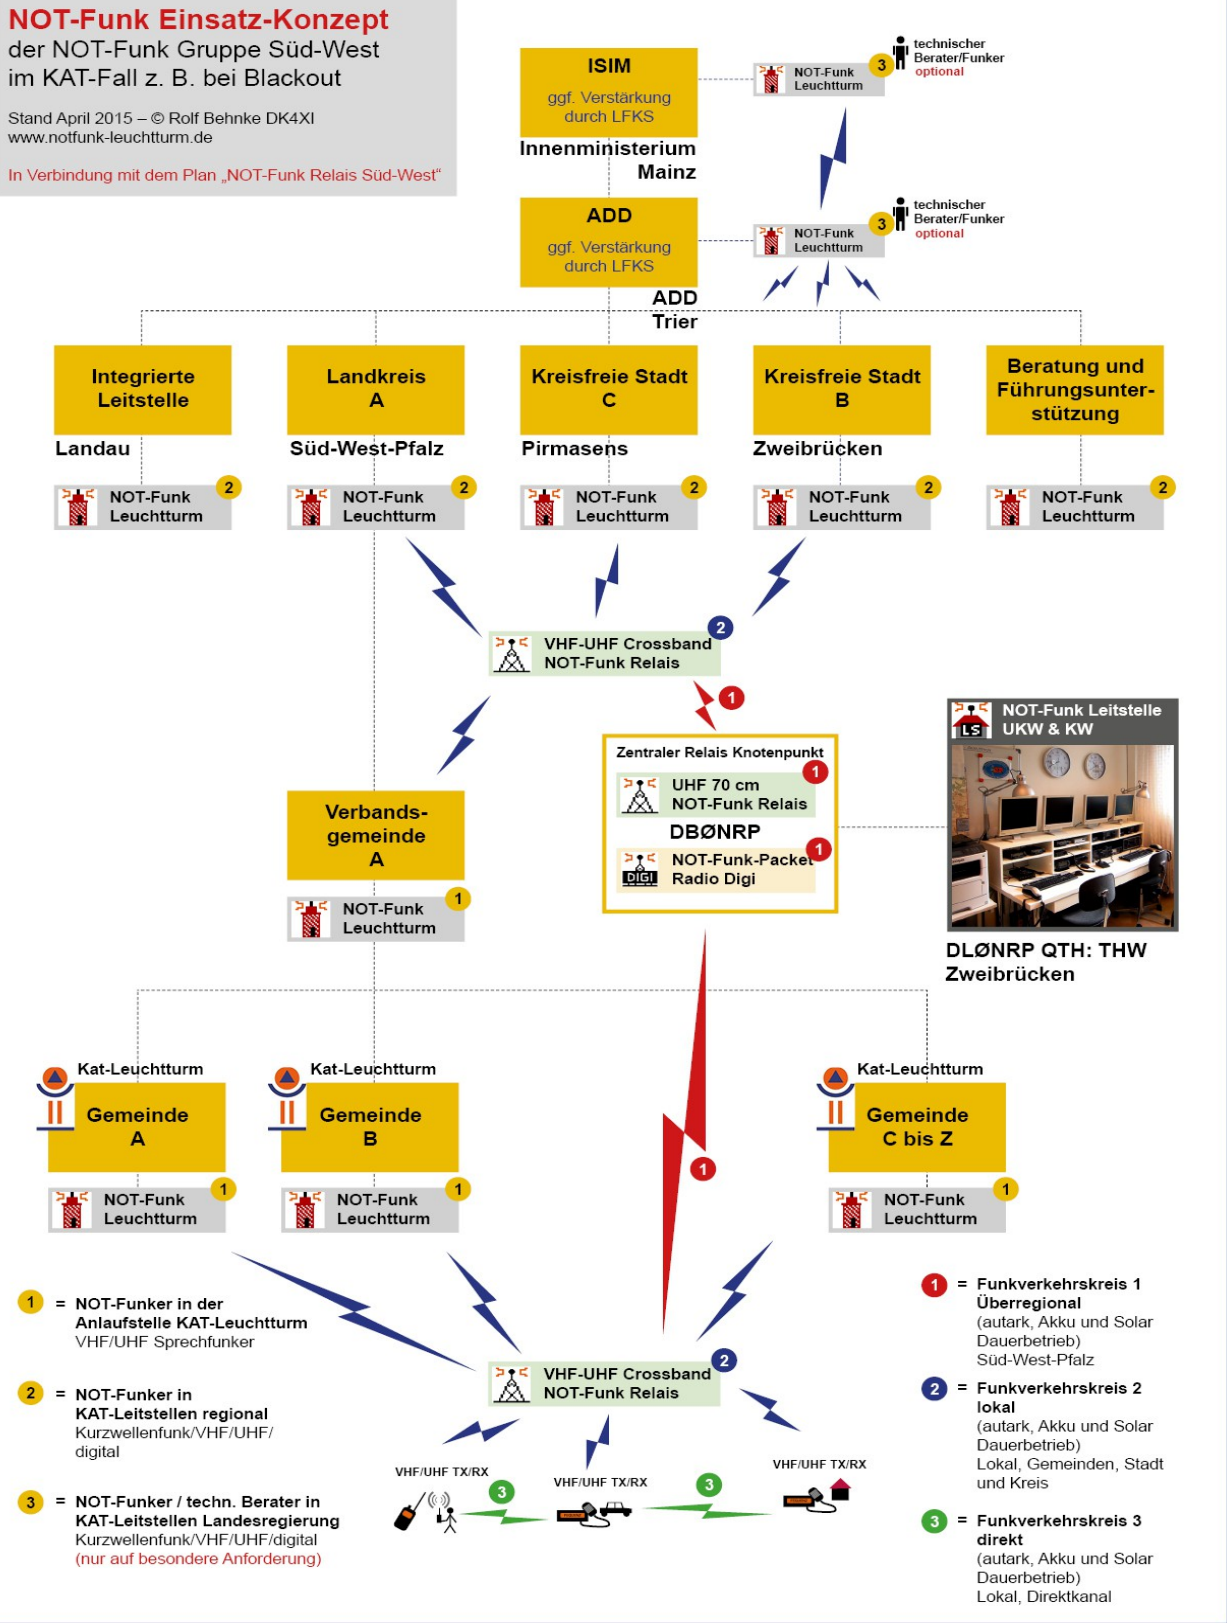 NOT-Funk Einsatz-Konzept
der NOT-Funk Gruppe Süd-West
im KAT-Fall z. B. bei Blackout
Stand April 2015 – © Rolf Behnke DK4XI
www.notfunk-leuchtturm.de
In Verbindung mit dem Plan „NOT-Funk Relais Süd-West“
ISIM
ggf. Verstärkung
durch LFKS
Innenministerium
Mainz
NOT-Funk
Leuchtturm
3
technischer
Berater/Funker
optional
ADD
ggf. Verstärkung
durch LFKS
ADD
Trier
NOT-Funk
Leuchtturm
3
technischer
Berater/Funker
optional
Integrierte
Leitstelle
Landau
NOT-Funk
Leuchtturm
2
Landkreis
A
Süd-West-Pfalz
NOT-Funk
Leuchtturm
2
Kreisfreie Stadt
C
Pirmasens
NOT-Funk
Leuchtturm
2
Kreisfreie Stadt
B
Zweibrücken
NOT-Funk
Leuchtturm
2
Beratung und
Führungsunter-
stützung
NOT-Funk
Leuchtturm
2
VHF-UHF Crossband
NOT-Funk Relais
2
1
Zentraler Relais Knotenpunkt
UHF 70 cm
NOT-Funk Relais
1
DBØNRP
DIGI
NOT-Funk-Packet
Radio Digi
1
LS
NOT-Funk Leitstelle
UKW & KW
DLØNRP QTH: THW
Zweibrücken
Verbands-
gemeinde
A
NOT-Funk
Leuchtturm
1
Kat-Leuchtturm
Gemeinde
A
NOT-Funk
Leuchtturm
1
Kat-Leuchtturm
Gemeinde
B
NOT-Funk
Leuchtturm
1
Kat-Leuchtturm
Gemeinde
C bis Z
NOT-Funk
Leuchtturm
1
1
VHF-UHF Crossband
NOT-Funk Relais
2
VHF/UHF TX/RX
3
VHF/UHF TX/RX
3
VHF/UHF TX/RX
1 = NOT-Funker in der
Anlaufstelle KAT-Leuchtturm
VHF/UHF Sprechfunker
2 = NOT-Funker in
KAT-Leitstellen regional
Kurzwellenfunk/VHF/UHF/
digital
3 = NOT-Funker / techn. Berater in
KAT-Leitstellen Landesregierung
Kurzwellenfunk/VHF/UHF/digital
(nur auf besondere Anforderung)
1 = Funkverkehrskreis 1
Überregional
(autark, Akku und Solar
Dauerbetrieb)
Süd-West-Pfalz
2 = Funkverkehrskreis 2
lokal
(autark, Akku und Solar
Dauerbetrieb)
Lokal, Gemeinden, Stadt
und Kreis
3 = Funkverkehrskreis 3
direkt
(autark, Akku und Solar
Dauerbetrieb)
Lokal, Direktkanal